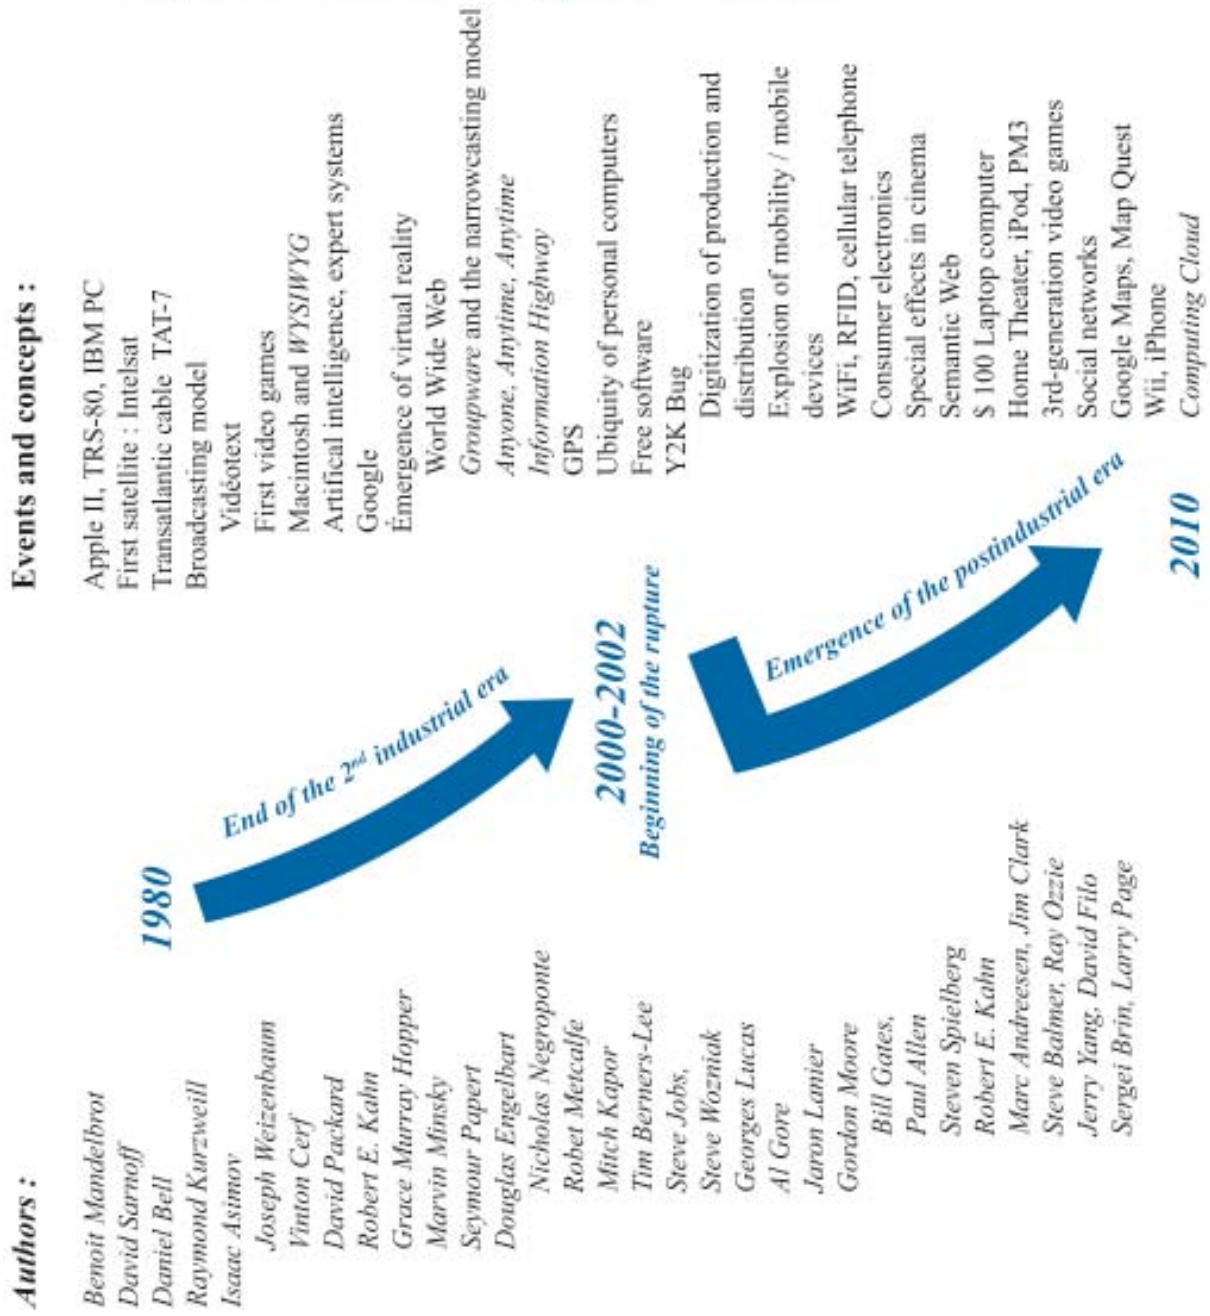 Authors :
Benoit Mandelbrot
David Sarnoff
Daniel Bell
Raymond Kurzweill
Isaac Asimov
Joseph Weizenbaum
Vinton Cerf
David Packard
Robert E. Kahn
Grace Murray Hopper
Marvin Minsky
Seymour Papert
Douglas Engelbart
Nicholas Negroponte
Robet Metcalfe
Mitch Kapor
Tim Berners-Lee
Steve Jobs,
Steve Wozniak
Georges Lucas
Al Gore
Jaron Lanier
Gordon Moore
Bill Gates,
Paul Allen
Steven Spielberg
Robert E. Kahn
Marc Andreesen, Jim Clark
Steve Balmer, Ray Ozzie
Jerry Yang, David Filo
Sergei Brin, Larry Page
1980
End of the 2nd industrial era
2000-2002
Beginning of the rupture
Emergence of the postindustrial era
2010
Events and concepts :
Apple II, TRS-80, IBM PC
First satellite : Intelsat
Transatlantic cable TAT-7
Broadcasting model
Vidéotext
First video games
Macintosh and WYSIWYG
Artifical intelligence, expert systems
Google
Émergence of virtual reality
World Wide Web
Groupware and the narrowcasting model
Anyone, Anytime, Anytime
Information Highway
GPS
Ubiquity of personal computers
Free software
Y2K Bug
Digitization of production and
distribution
Explosion of mobility / mobile
devices
WiFi, RFID, cellular telephone
Consumer electronics
Special effects in cinema
Semantic Web
$ 100 Laptop computer
Home Theater, iPod, PM3
3rd-generation video games
Social networks
Google Maps, Map Quest
Wii, iPhone
Computing Cloud